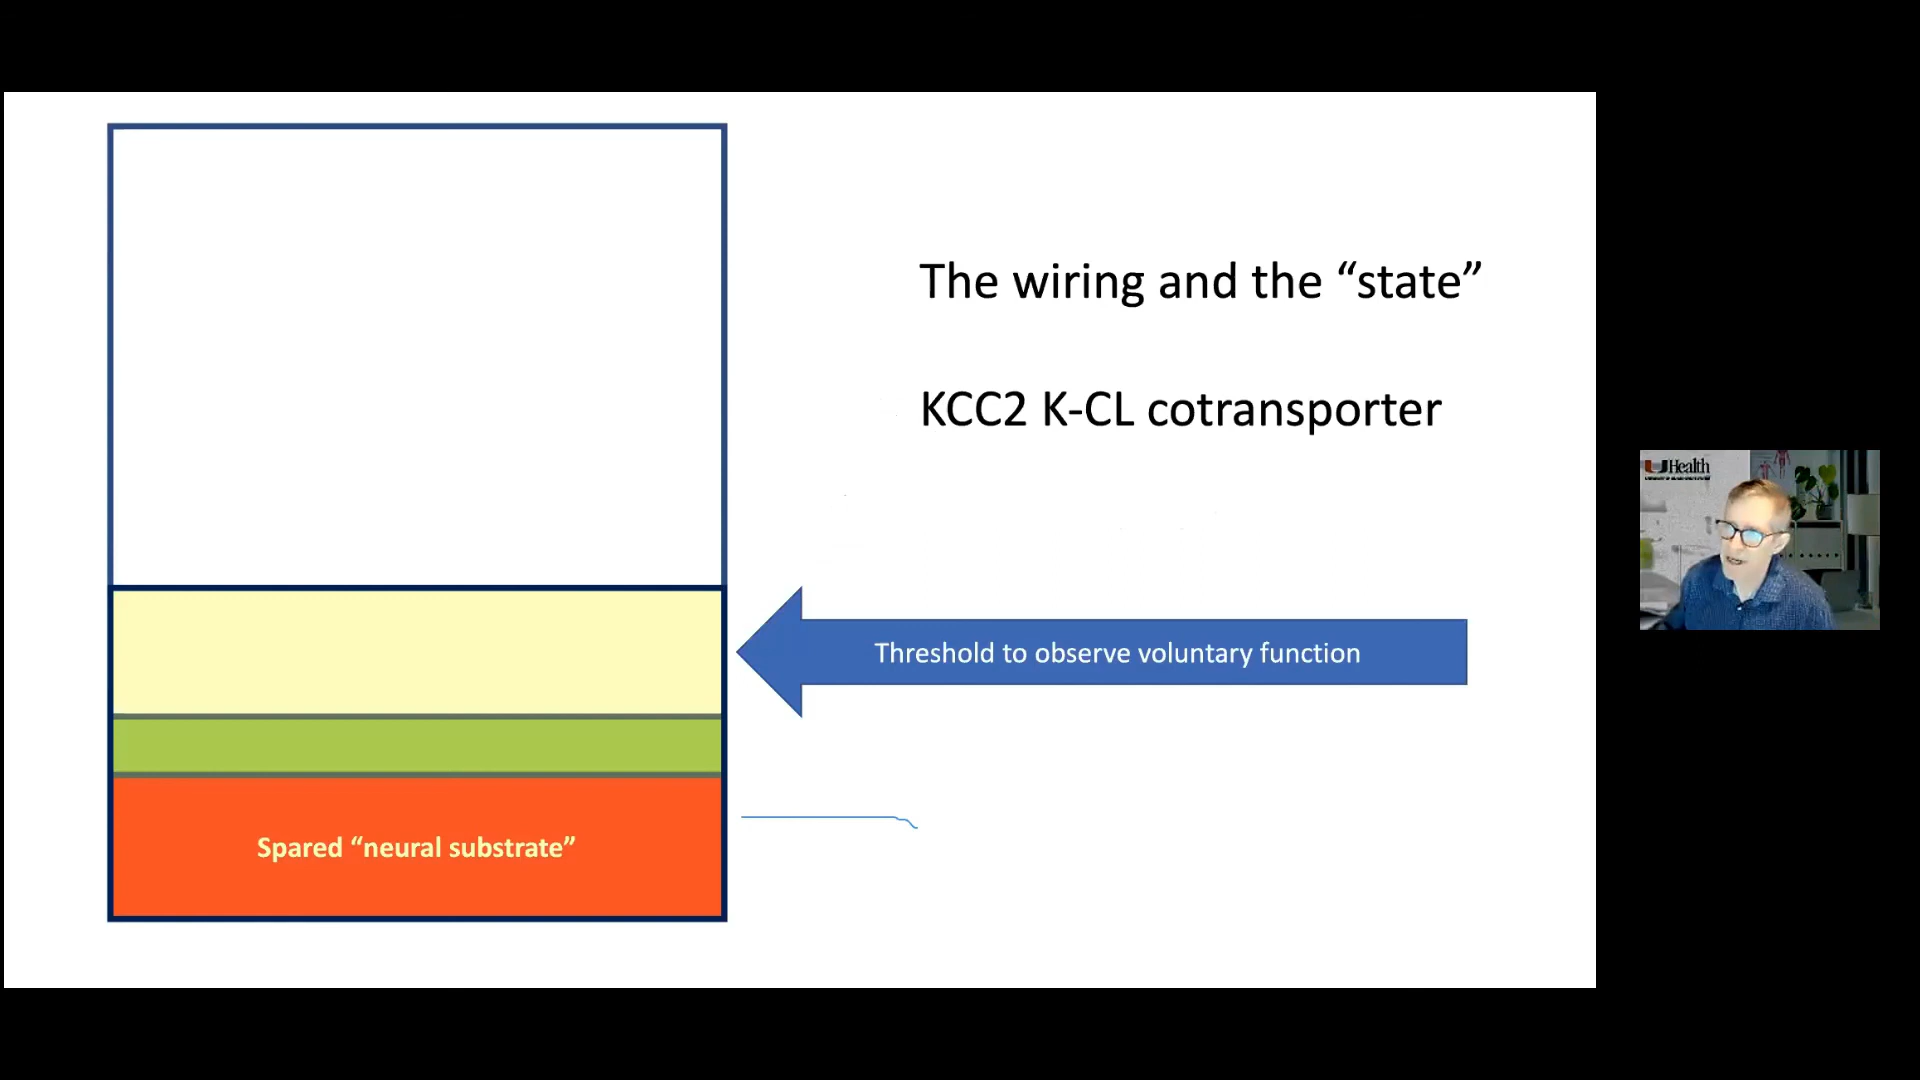 The wiring and the “state”
KCC2 K-CL cotransporter
Threshold to observe voluntary function
Spared “neural substrate”
UHealth